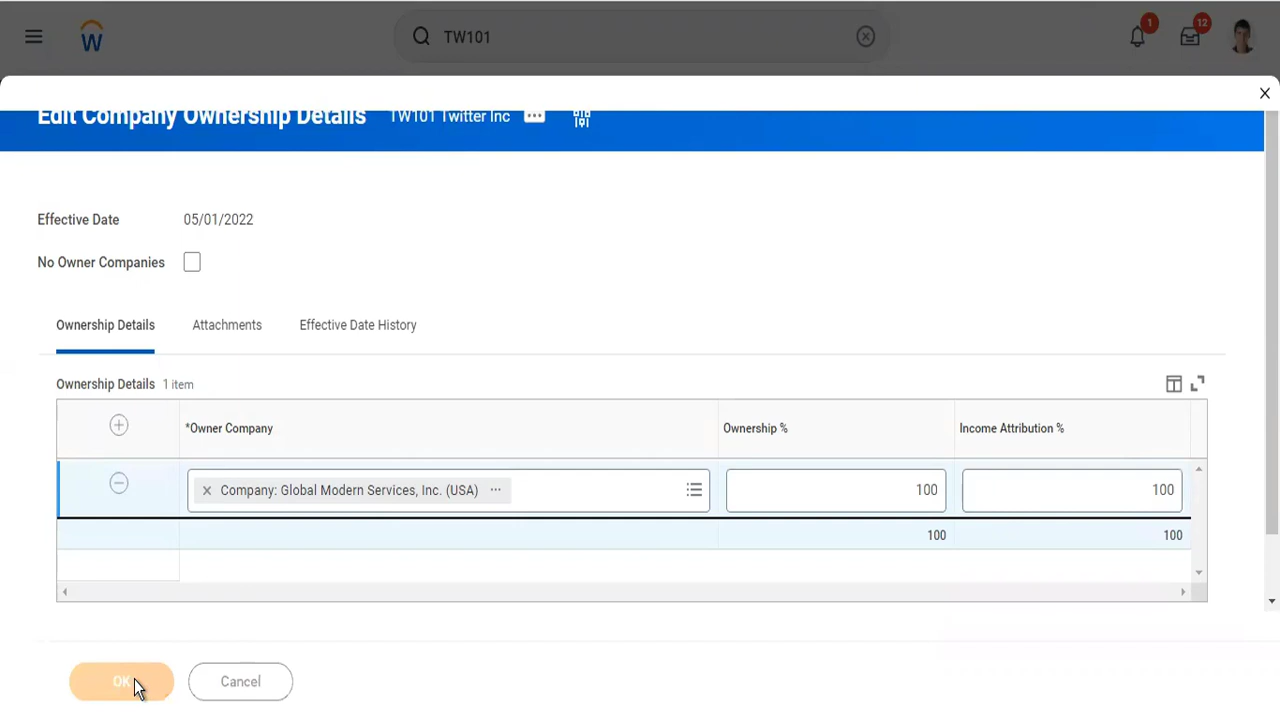 W
TW101
1
12
Edit Company Ownership Details TW101 Twitter Inc
Effective Date 05/01/2022
No Owner Companies
Ownership Details Attachments Effective Date History
Ownership Details 1 item
*Owner Company Ownership % Income Attribution %
Company: Global Modern Services, Inc. (USA) 100 100
100 100
OK Cancel